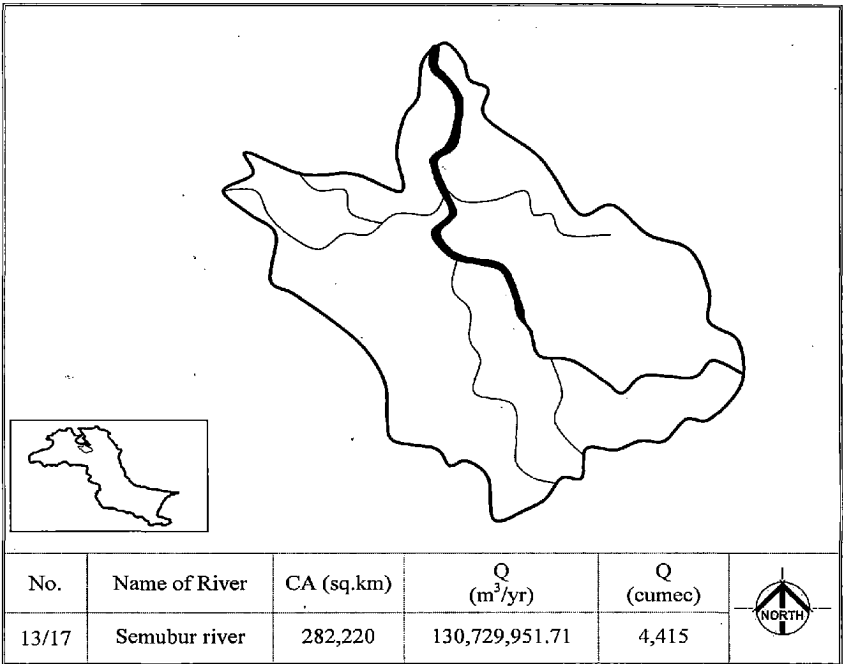 No. Name of River CA (sq.km) Q (m³/yr) Q (cumec)
13/17 Semubur river 282,220 130,729,951.71 4,415
NORTH